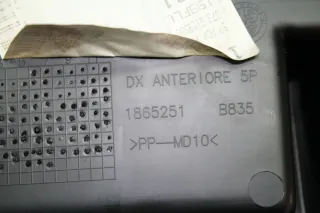 DX ANTERIORE 5P
1865251 B835
>PP-MD10<